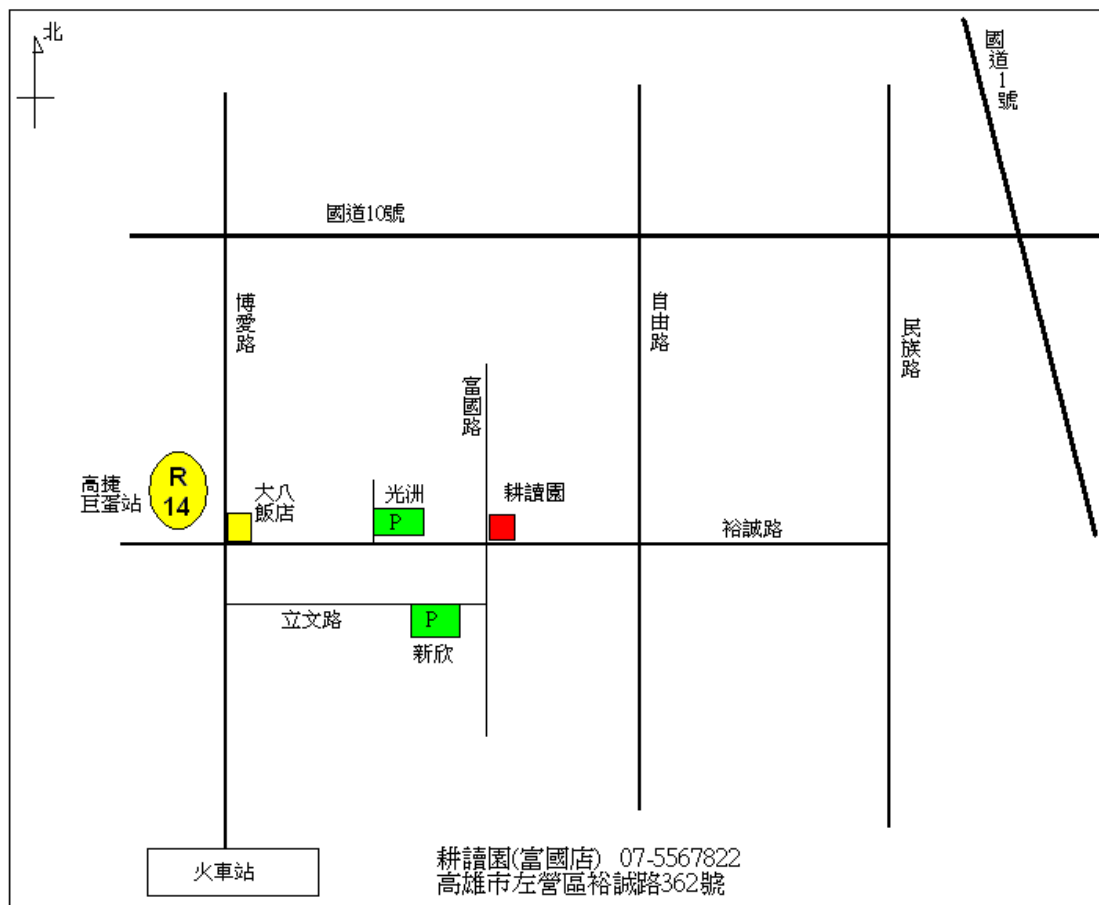 北
國道1號
國道10號
博愛路
自由路
民族路
富國路
高捷
巨蛋站
R
14
大八
飯店
光洲
P
耕讀園
裕誠路
立文路
P
新欣
火車站
耕讀園(富國店) 07-5567822
高雄市左營區裕誠路362號